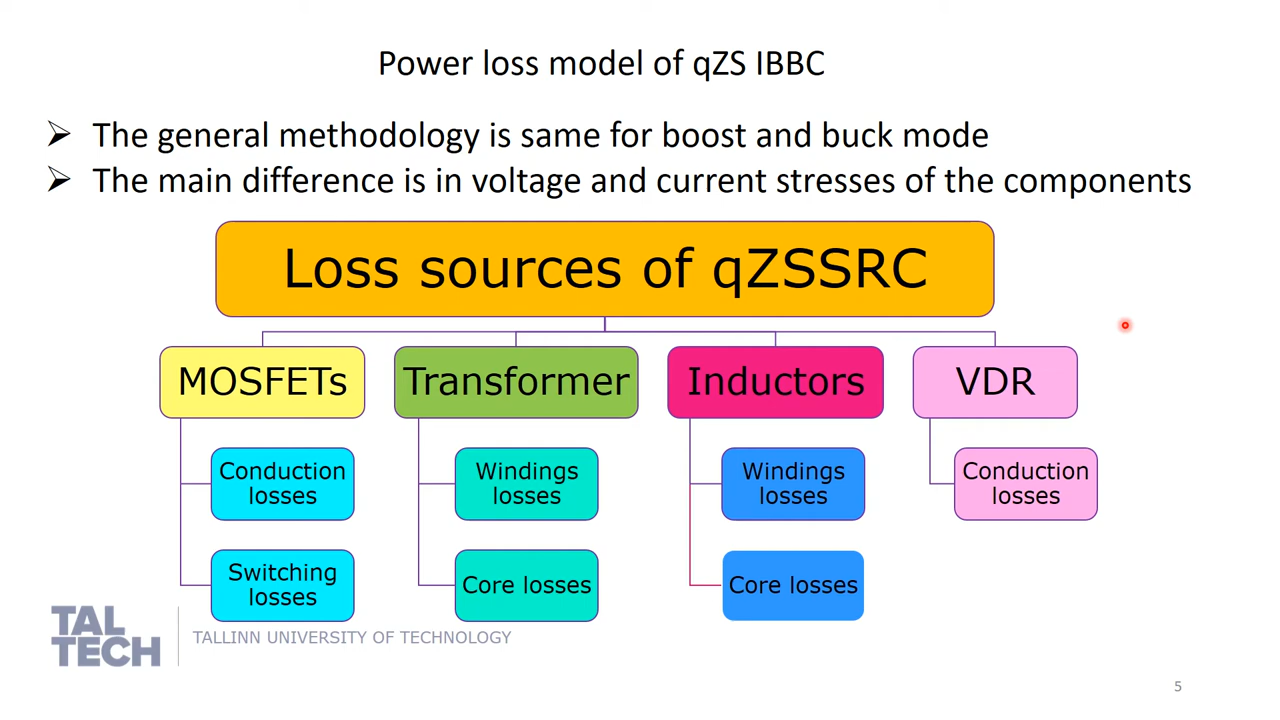 Power loss model of qZS IBBC
➢ The general methodology is same for boost and buck mode
➢ The main difference is in voltage and current stresses of the components
Loss sources of qZSSRC
MOSFETs
Conduction
losses
Switching
losses
Transformer
Windings
losses
Core losses
Inductors
Windings
losses
Core losses
VDR
Conduction
losses
TAL
TECH
TALLINN UNIVERSITY OF TECHNOLOGY
5